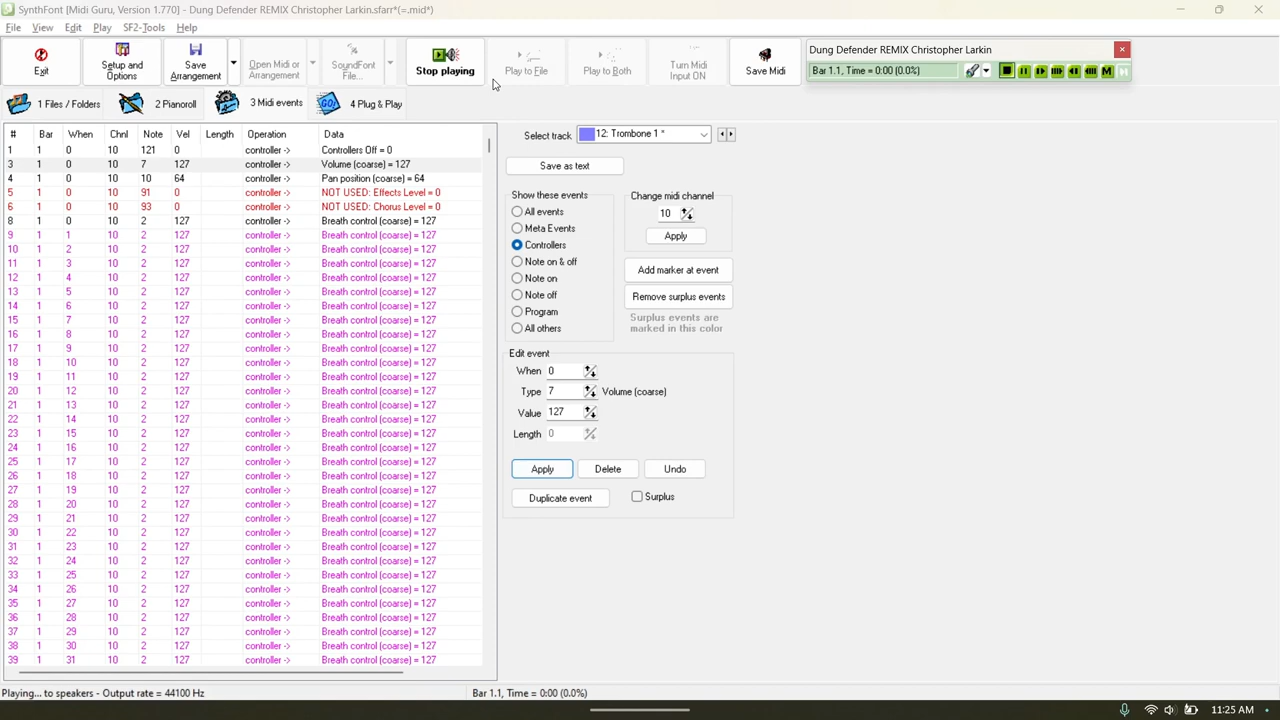 SynthFont [Midi Guru, Version 1.770] - Dung Defender REMIX Christopher Larkin.sfarr*(=.mid*)
File View Edit Play SF2-Tools Help
Exit
Setup and Options
Save Arrangement
Open Midi or Arrangement
SoundFont File...
Stop playing
Play to File
Play to Both
Turn Midi Input ON
Save Midi
Dung Defender REMIX Christopher Larkin
Bar 1.1, Time = 0:00 (0.0%)
M
1 Files / Folders
2 Pianoroll
3 Midi events
GO!
4 Plug & Play
# Bar When Chnl Note Vel Length Operation Data
1 1 0 10 121 0 controller -> Controllers Off = 0
3 1 0 10 7 127 controller -> Volume (coarse) = 127
4 1 0 10 10 64 controller -> Pan position (coarse) = 64
5 1 0 10 91 0 controller -> NOT USED: Effects Level = 0
6 1 0 10 93 0 controller -> NOT USED: Chorus Level = 0
8 1 0 10 2 127 controller -> Breath control (coarse) = 127
9 1 1 10 2 127 controller -> Breath control (coarse) = 127
10 1 2 10 2 127 controller -> Breath control (coarse) = 127
11 1 3 10 2 127 controller -> Breath control (coarse) = 127
12 1 4 10 2 127 controller -> Breath control (coarse) = 127
13 1 5 10 2 127 controller -> Breath control (coarse) = 127
14 1 6 10 2 127 controller -> Breath control (coarse) = 127
15 1 7 10 2 127 controller -> Breath control (coarse) = 127
16 1 8 10 2 127 controller -> Breath control (coarse) = 127
17 1 9 10 2 127 controller -> Breath control (coarse) = 127
18 1 10 10 2 127 controller -> Breath control (coarse) = 127
19 1 11 10 2 127 controller -> Breath control (coarse) = 127
20 1 12 10 2 127 controller -> Breath control (coarse) = 127
21 1 13 10 2 127 controller -> Breath control (coarse) = 127
22 1 14 10 2 127 controller -> Breath control (coarse) = 127
23 1 15 10 2 127 controller -> Breath control (coarse) = 127
24 1 16 10 2 127 controller -> Breath control (coarse) = 127
25 1 17 10 2 127 controller -> Breath control (coarse) = 127
26 1 18 10 2 127 controller -> Breath control (coarse) = 127
27 1 19 10 2 127 controller -> Breath control (coarse) = 127
28 1 20 10 2 127 controller -> Breath control (coarse) = 127
29 1 21 10 2 127 controller -> Breath control (coarse) = 127
30 1 22 10 2 127 controller -> Breath control (coarse) = 127
31 1 23 10 2 127 controller -> Breath control (coarse) = 127
32 1 24 10 2 127 controller -> Breath control (coarse) = 127
33 1 25 10 2 127 controller -> Breath control (coarse) = 127
34 1 26 10 2 127 controller -> Breath control (coarse) = 127
35 1 27 10 2 127 controller -> Breath control (coarse) = 127
36 1 28 10 2 127 controller -> Breath control (coarse) = 127
37 1 29 10 2 127 controller -> Breath control (coarse) = 127
38 1 30 10 2 127 controller -> Breath control (coarse) = 127
39 1 31 10 2 127 controller -> Breath control (coarse) = 127
Select track 12: Trombone 1 *
Save as text
Show these events
All events
Meta Events
Controllers
Note on & off
Note on
Note off
Program
All others
Change midi channel
10
Apply
Add marker at event
Remove surplus events
Surplus events are
marked in this color
Edit event
When 0
Type 7 Volume (coarse)
Value 127
Length 0
Apply Delete Undo
Duplicate event Surplus
Playing... to speakers - Output rate = 44100 Hz
Bar 1.1, Time = 0:00 (0.0%)
11:25 AM